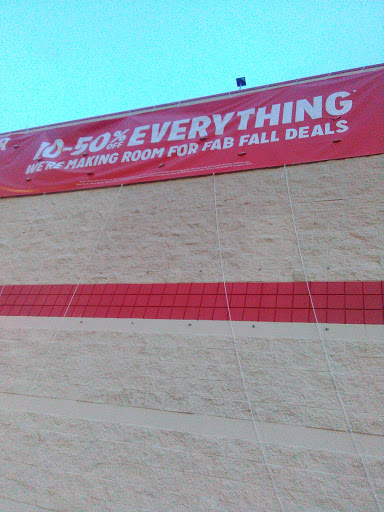 10-50% OFF EVERYTHING*
WE'RE MAKING ROOM FOR FAB FALL DEALS